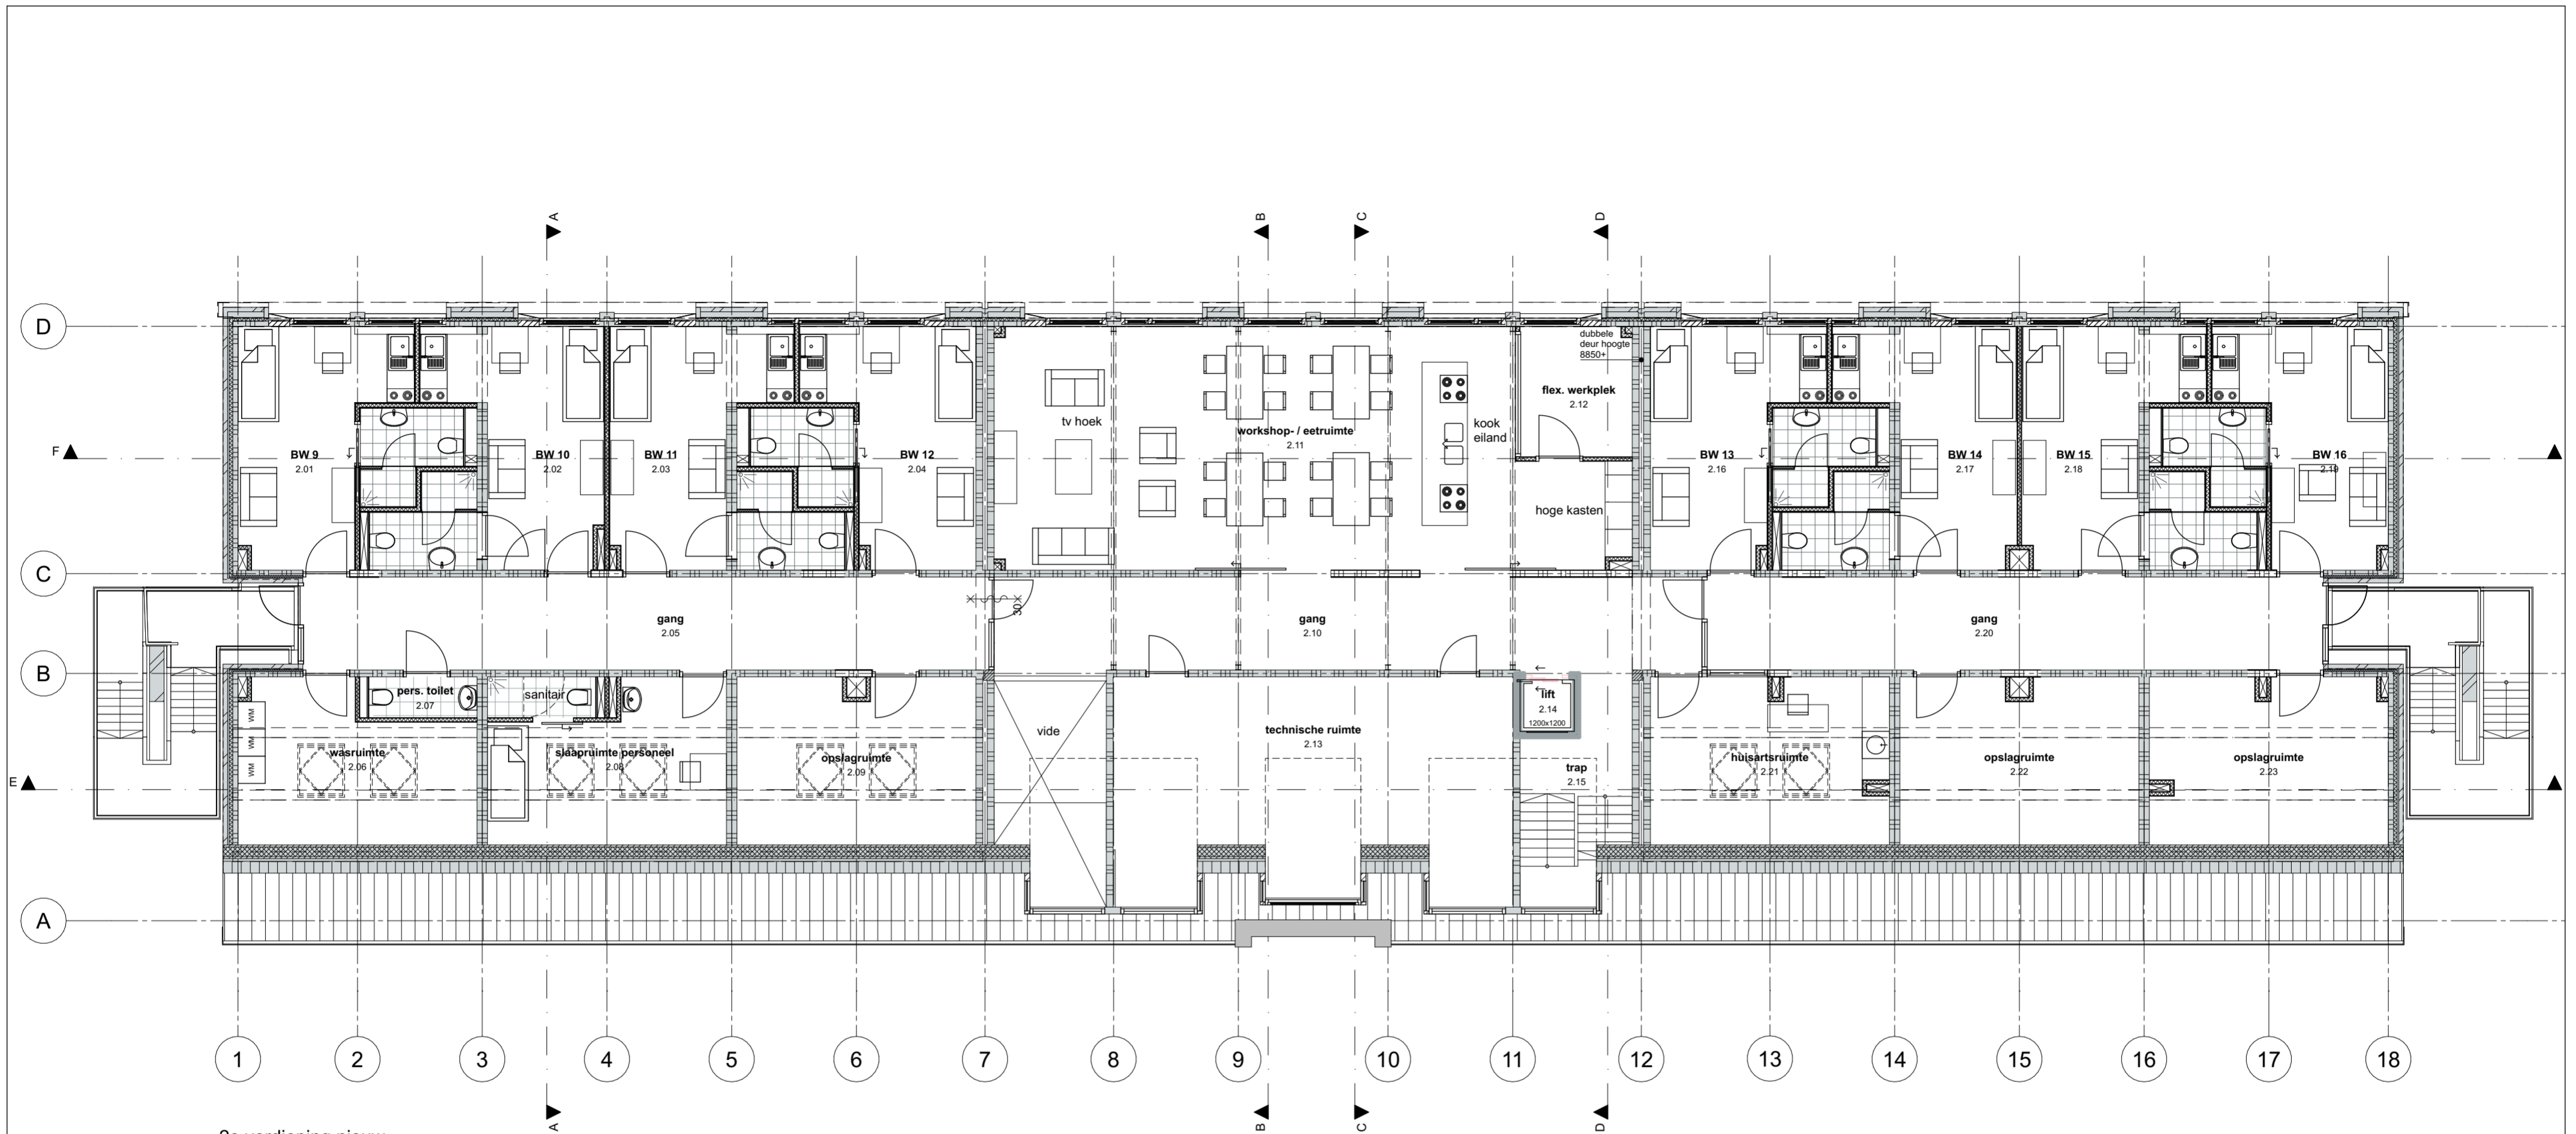 A
B
C
D
D
dubbele
deur hoogte
8850+
flex. werkplek
2.12
tv hoek
workshop- / eetruimte
2.11
kook
eiland
F
BW 9
2.01
BW 10
2.02
BW 11
2.03
BW 12
2.04
BW 13
2.16
BW 14
2.17
BW 15
2.18
BW 16
2.19
hoge kasten
C
30
gang
2.05
gang
2.10
gang
2.20
B
pers. toilet
2.07
sanitair
lift
2.14
1200x1200
WM
WM
WM
vide
technische ruimte
2.13
wasruimte
2.06
slaapruimte personeel
2.08
opslagruimte
2.09
trap
2.15
huisartsruimte
2.21
opslagruimte
2.22
opslagruimte
2.23
E
A
1
2
3
4
5
6
7
8
9
10
11
12
13
14
15
16
17
18
A
B
C
D